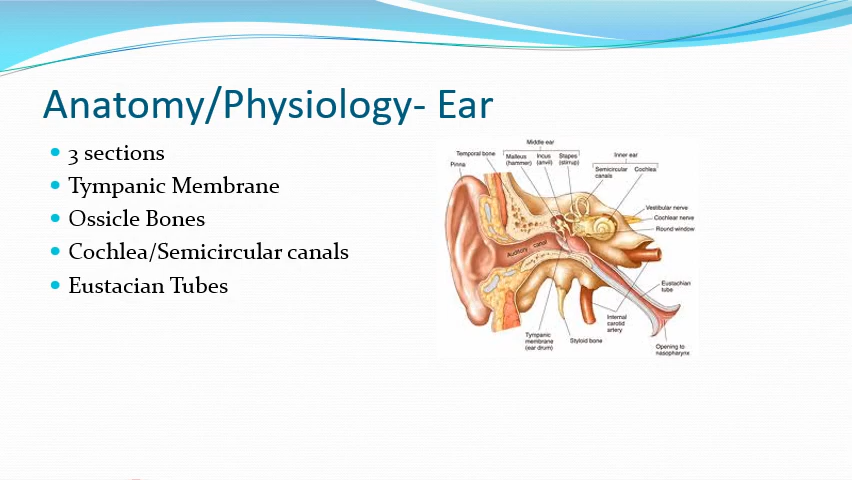 Anatomy/Physiology- Ear
3 sections
Tympanic Membrane
Ossicle Bones
Cochlea/Semicircular canals
Eustacian Tubes
Middle ear
Temporal bone
Malleus
(hammer)
Incus
(anvil)
Stapes
(stirrup)
Inner ear
Pinna
Semicircular
canals
Cochlea
Vestibular nerve
Cochlear nerve
Round window
Auditory canal
Eustachian
tube
Internal
carotid
artery
Tympanic
membrane
(ear drum)
Styloid bone
Opening to
nasopharynx